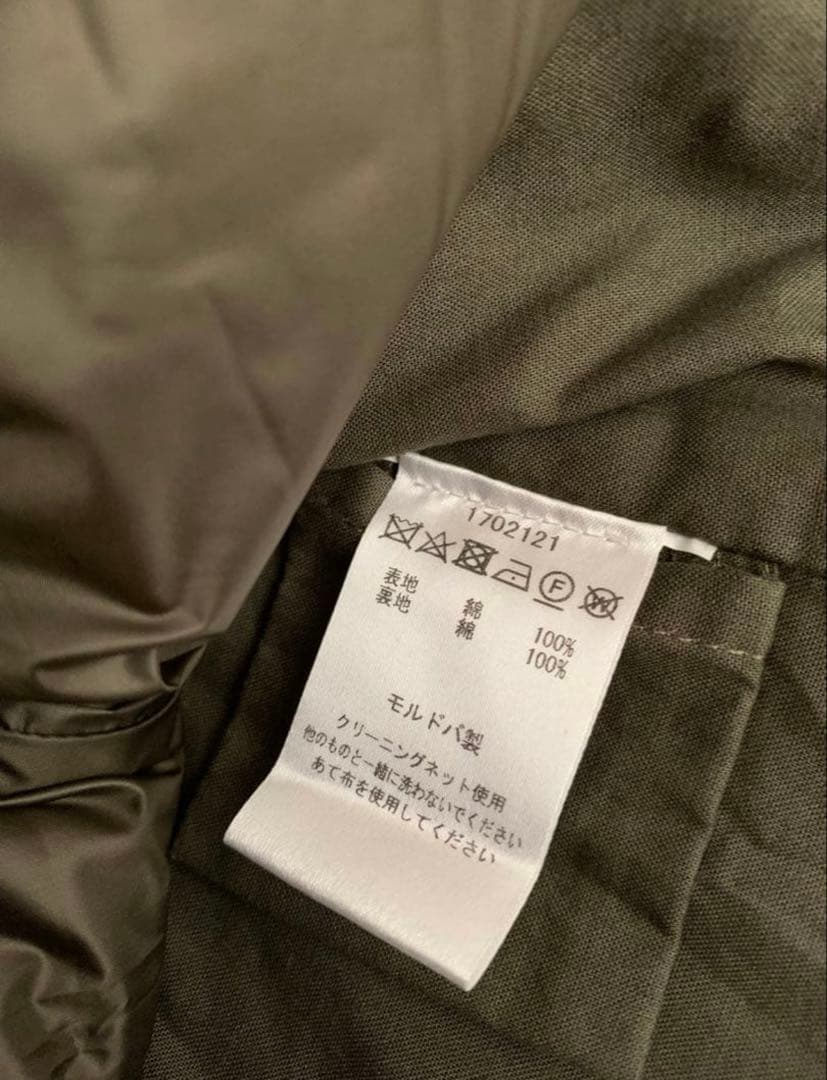 1702121
F W
表地 綿 100%
裏地 綿 100%
モルドバ製
クリーニングネット使用
他のものと一緒に洗わないでください
あて布を使用してください